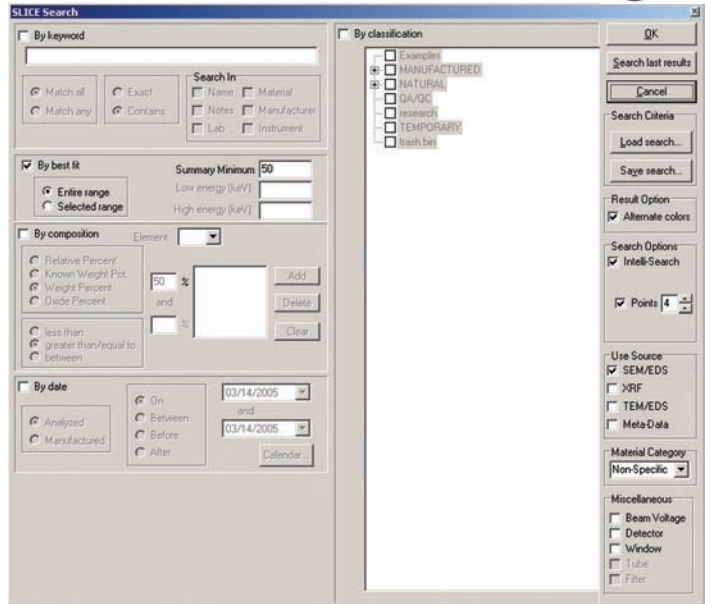 SLICE Search
By keyword
Match all
Match any
Exact
Contains
Search In
Name
Material
Notes
Manufacturer
Lab
Instrument
By best fit
Summary Minimum 50
Entire range
Selected range
Low energy (keV)
High energy (keV)
By composition
Element
Relative Percent
Known Weight Pct.
Weight Percent
Oxide Percent
50 %
and
%
Add
Delete
Clear
less than
greater than/equal to
between
By date
Analyzed
Manufactured
On
Between
Before
After
03/14/2005
and
03/14/2005
Calendar...
By classification
Examples
MANUFACTURED
NATURAL
QA/QC
research
TEMPORARY
trash bin
OK
Search last results
Cancel
Search Criteria
Load search...
Save search...
Result Option
Alternate colors
Search Options
Intelli-Search
Points 4
Use Source
SEM/EDS
XRF
TEM/EDS
Meta-Data
Material Category
Non-Specific
Miscellaneous
Beam Voltage
Detector
Window
Tube
Filter